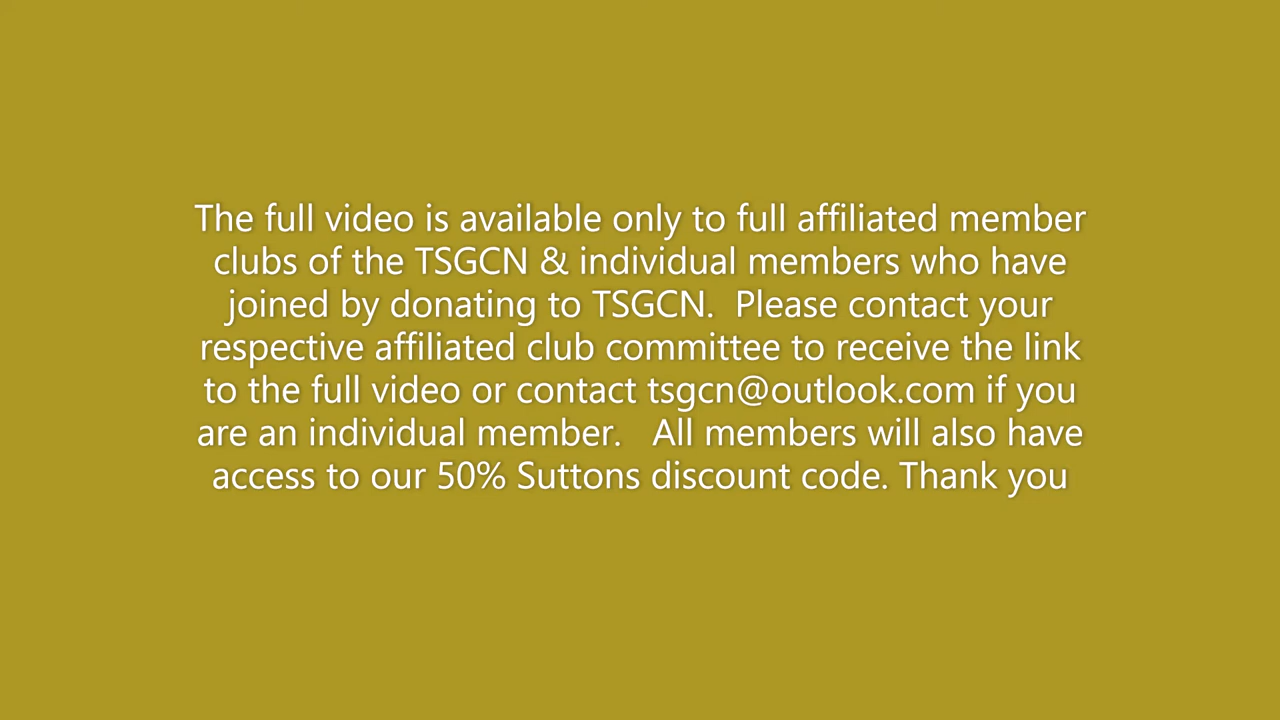 The full video is available only to full affiliated member
clubs of the TSGCN & individual members who have
joined by donating to TSGCN.  Please contact your
respective affiliated club committee to receive the link
to the full video or contact tsgcn@outlook.com if you
are an individual member.   All members will also have
access to our 50% Suttons discount code. Thank you